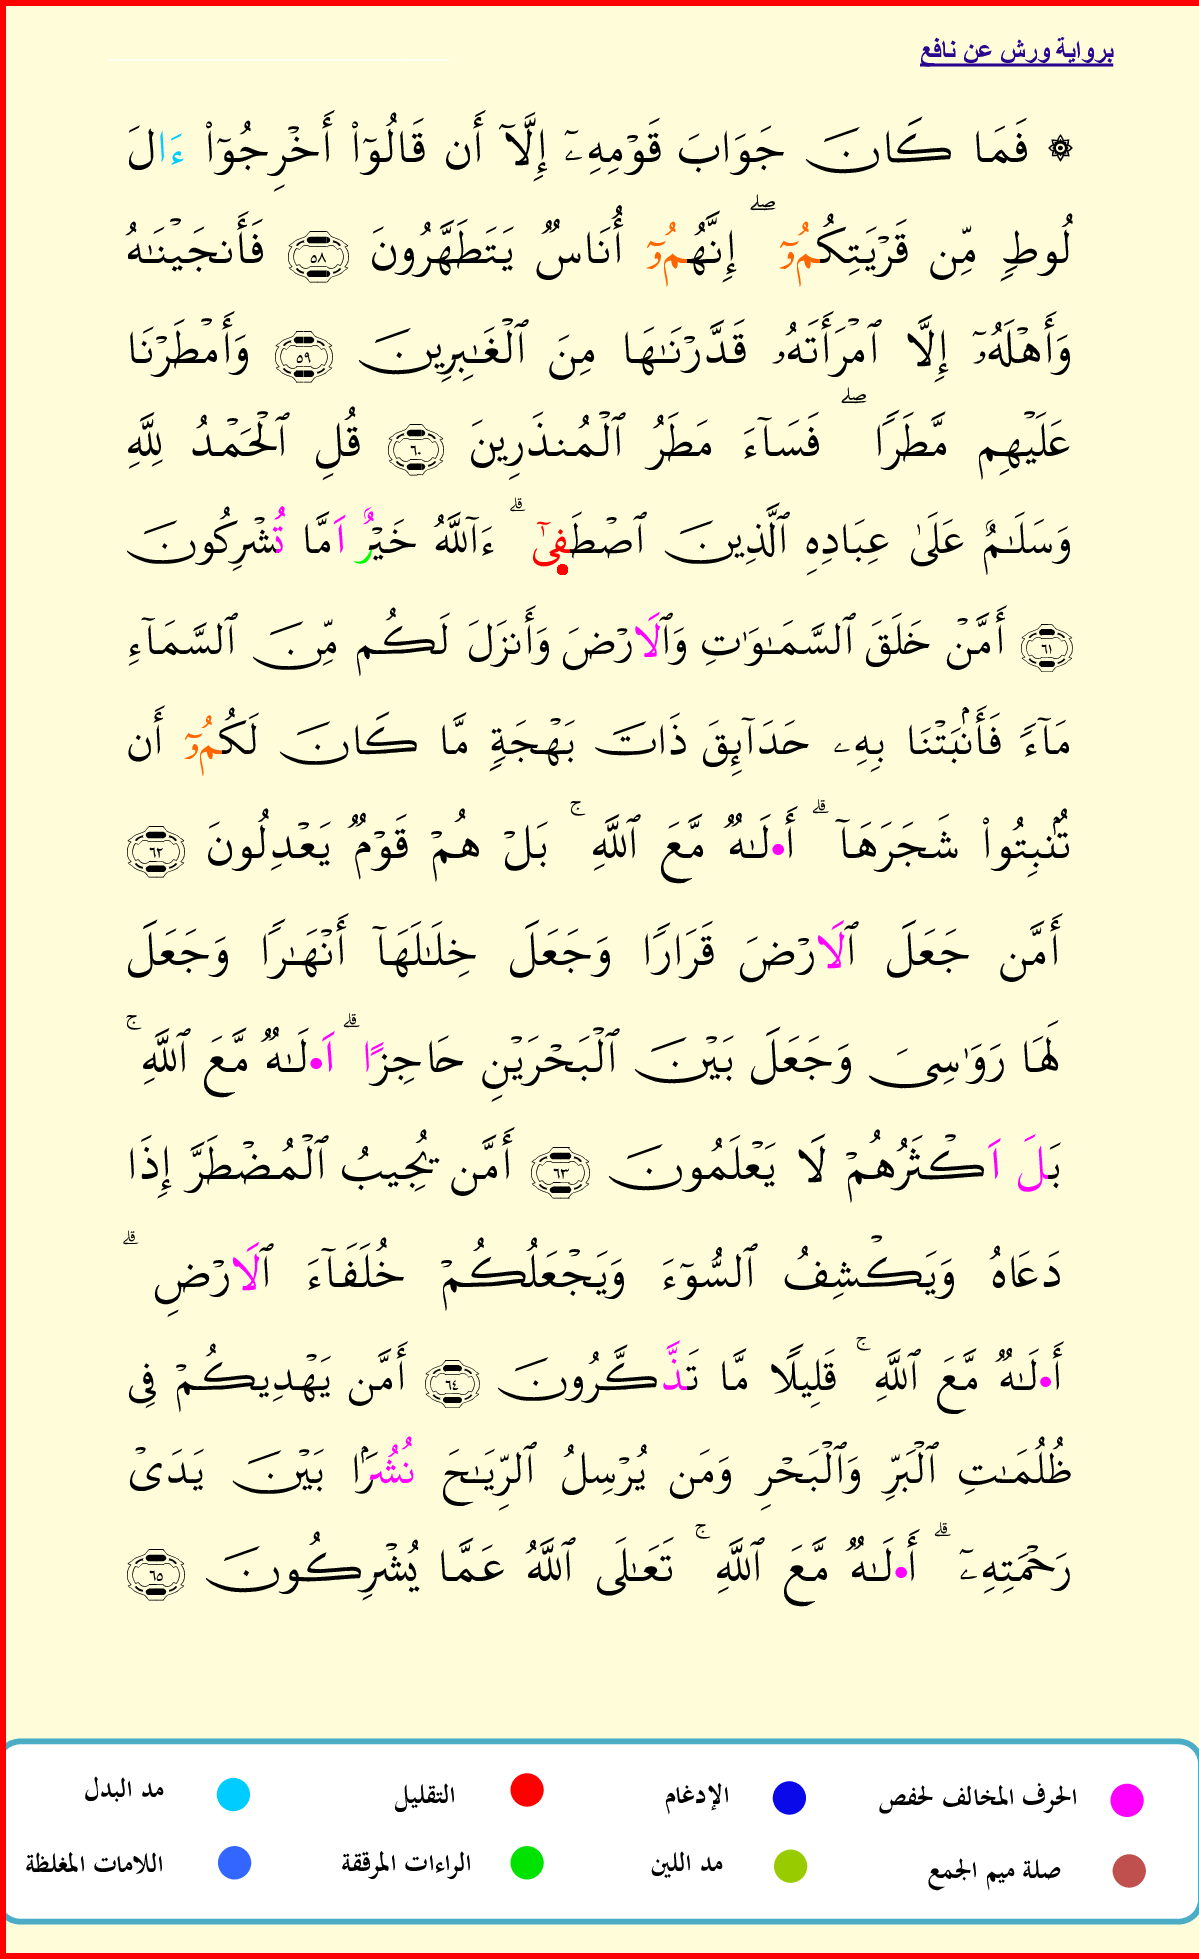 برواية ورش عن نافع
۞ فَمَا كَانَ جَوَابَ قَوْمِهِۦٓ إِلَّآ أَن قَالُوٓاْ أَخْرِجُوٓاْ ءَالَ
لُوطٍ مِّن قَرْيَتِكُمُۥٓ ۖ إِنَّهُمُۥٓ أُنَاسٌ يَتَطَهَّرُونَ ٥٨ فَأَنجَيْنَٰهُ
وَأَهْلَهُۥٓ إِلَّا ٱمْرَأَتَهُۥ قَدَّرْنَٰهَا مِنَ ٱلْغَٰبِرِينَ ٥٩ وَأَمْطَرْنَا
عَلَيْهِم مَّطَرًا ۖ فَسَآءَ مَطَرُ ٱلْمُنذَرِينَ ٦٠ قُلِ ٱلْحَمْدُ لِلَّهِ
وَسَلَٰمٌ عَلَىٰ عِبَادِهِ ٱلَّذِينَ ٱصْطَفَىٰٓ ۗ ءَآللَّهُ خَيْرٌ اَمَّا تُشْرِكُونَ
٦١ أَمَّنْ خَلَقَ ٱلسَّمَٰوَٰتِ وَٱلَارْضَ وَأَنزَلَ لَكُم مِّنَ ٱلسَّمَآءِ
مَآءً فَأَنۢبَتْنَا بِهِۦ حَدَآئِقَ ذَاتَ بَهْجَةٍ مَّا كَانَ لَكُمُۥٓ أَن
تُنۢبِتُواْ شَجَرَهَآ ۗ أَ•لَٰهٌ مَّعَ ٱللَّهِ ۚ بَلْ هُمْ قَوْمٌ يَعْدِلُونَ ٦٢
أَمَّن جَعَلَ ٱلَارْضَ قَرَارًا وَجَعَلَ خِلَٰلَهَآ أَنْهَٰرًا وَجَعَلَ
لَهَا رَوَٰسِىَ وَجَعَلَ بَيْنَ ٱلْبَحْرَيْنِ حَاجِزًا ۗ اَ•لَٰهٌ مَّعَ ٱللَّهِ ۚ
بَلَ اَكْثَرُهُمْ لَا يَعْلَمُونَ ٦٣ أَمَّن يُجِيبُ ٱلْمُضْطَرَّ إِذَا
دَعَاهُ وَيَكْشِفُ ٱلسُّوٓءَ وَيَجْعَلُكُمْ خُلَفَآءَ ٱلَارْضِ ۗ
أَ•لَٰهٌ مَّعَ ٱللَّهِ ۚ قَلِيلًا مَّا تَذَّكَّرُونَ ٦٤ أَمَّن يَهْدِيكُمْ فِى
ظُلُمَٰتِ ٱلْبَرِّ وَٱلْبَحْرِ وَمَن يُرْسِلُ ٱلرِّيَٰحَ نُشُرَۢا بَيْنَ يَدَىْ
رَحْمَتِهِۦٓ ۗ أَ•لَٰهٌ مَّعَ ٱللَّهِ ۚ تَعَٰلَى ٱللَّهُ عَمَّا يُشْرِكُونَ ٦٥
الحرف المخالف لحفص الإدغام التقليل مد البدل
صلة ميم الجمع مد اللين الراءات المرققة اللامات المغلظة